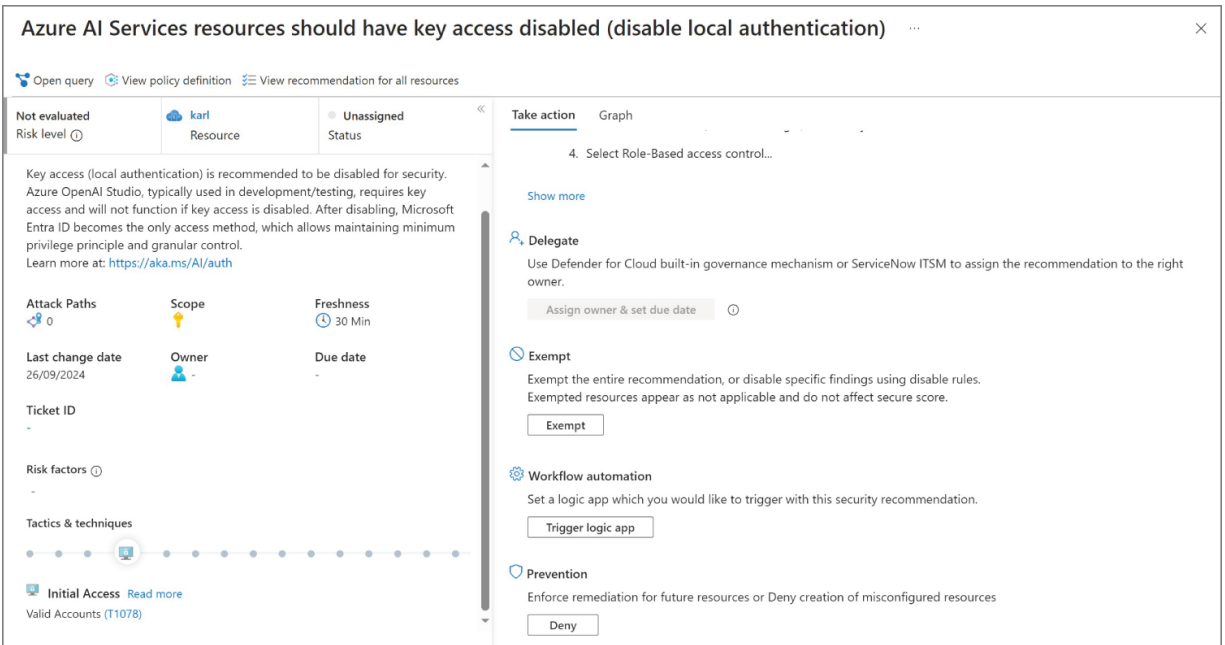 Azure AI Services resources should have key access disabled (disable local authentication) ...
Open query View policy definition View recommendation for all resources
Not evaluated
Risk level
karl
Resource
Unassigned
Status
Key access (local authentication) is recommended to be disabled for security.
Azure OpenAI Studio, typically used in development/testing, requires key
access and will not function if key access is disabled. After disabling, Microsoft
Entra ID becomes the only access method, which allows maintaining minimum
privilege principle and granular control.
Learn more at: https://aka.ms/AI/auth
Attack Paths
0
Scope
Freshness
30 Min
Last change date
26/09/2024
Owner
-
Due date
-
Ticket ID
-
Risk factors
-
Tactics & techniques
Initial Access Read more
Valid Accounts (T1078)
Take action Graph
4. Select Role-Based access control...
Show more
Delegate
Use Defender for Cloud built-in governance mechanism or ServiceNow ITSM to assign the recommendation to the right
owner.
Assign owner & set due date
Exempt
Exempt the entire recommendation, or disable specific findings using disable rules.
Exempted resources appear as not applicable and do not affect secure score.
Exempt
Workflow automation
Set a logic app which you would like to trigger with this security recommendation.
Trigger logic app
Prevention
Enforce remediation for future resources or Deny creation of misconfigured resources
Deny